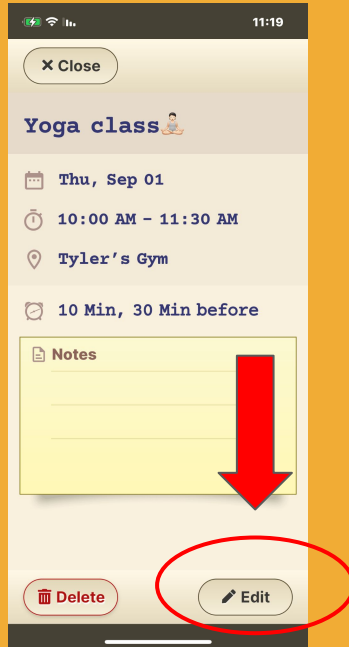 11:19
× Close
Yoga class
Thu, Sep 01
10:00 AM – 11:30 AM
Tyler’s Gym
10 Min, 30 Min before
Notes
Delete
Edit